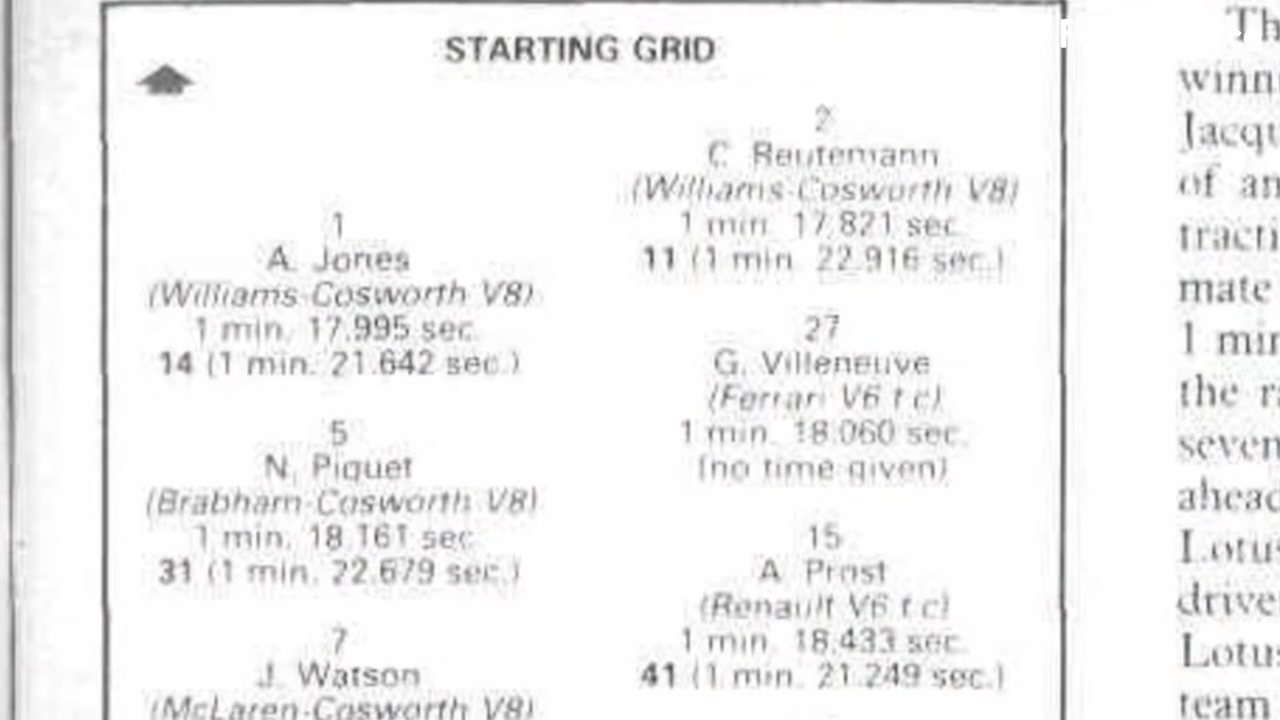 STARTING GRID
2
C. Reutemann
(Williams-Cosworth V8)
1 min. 17.821 sec.
11 (1 min. 22.916 sec.)
1
A. Jones
(Williams-Cosworth V8)
1 min. 17.995 sec.
14 (1 min. 21.642 sec.)
27
G. Villeneuve
(Ferrari V6 t c)
1 min. 18.060 sec.
(no time given)
5
N. Piquet
(Brabham-Cosworth V8)
1 min. 18.161 sec.
31 (1 min. 22.679 sec.)
15
A. Prost
(Renault V6 t c)
1 min. 18.433 sec.
41 (1 min. 21.249 sec.)
7
J. Watson
(McLaren-Cosworth V8)
Th
winn
Jacqu
of an
tracti
mate
1 min
the ra
seven
ahead
Lotus
drive
Lotus
team